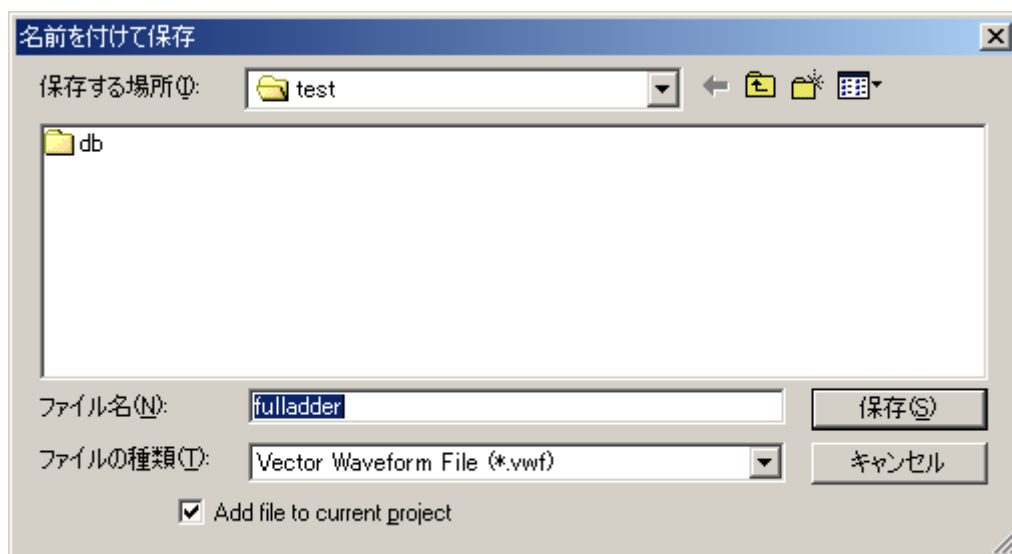 名前を付けて保存
保存する場所(I): test
db
ファイル名(N): fulladder 保存(S)
ファイルの種類(T): Vector Waveform File (*.vwf) キャンセル
Add file to current project